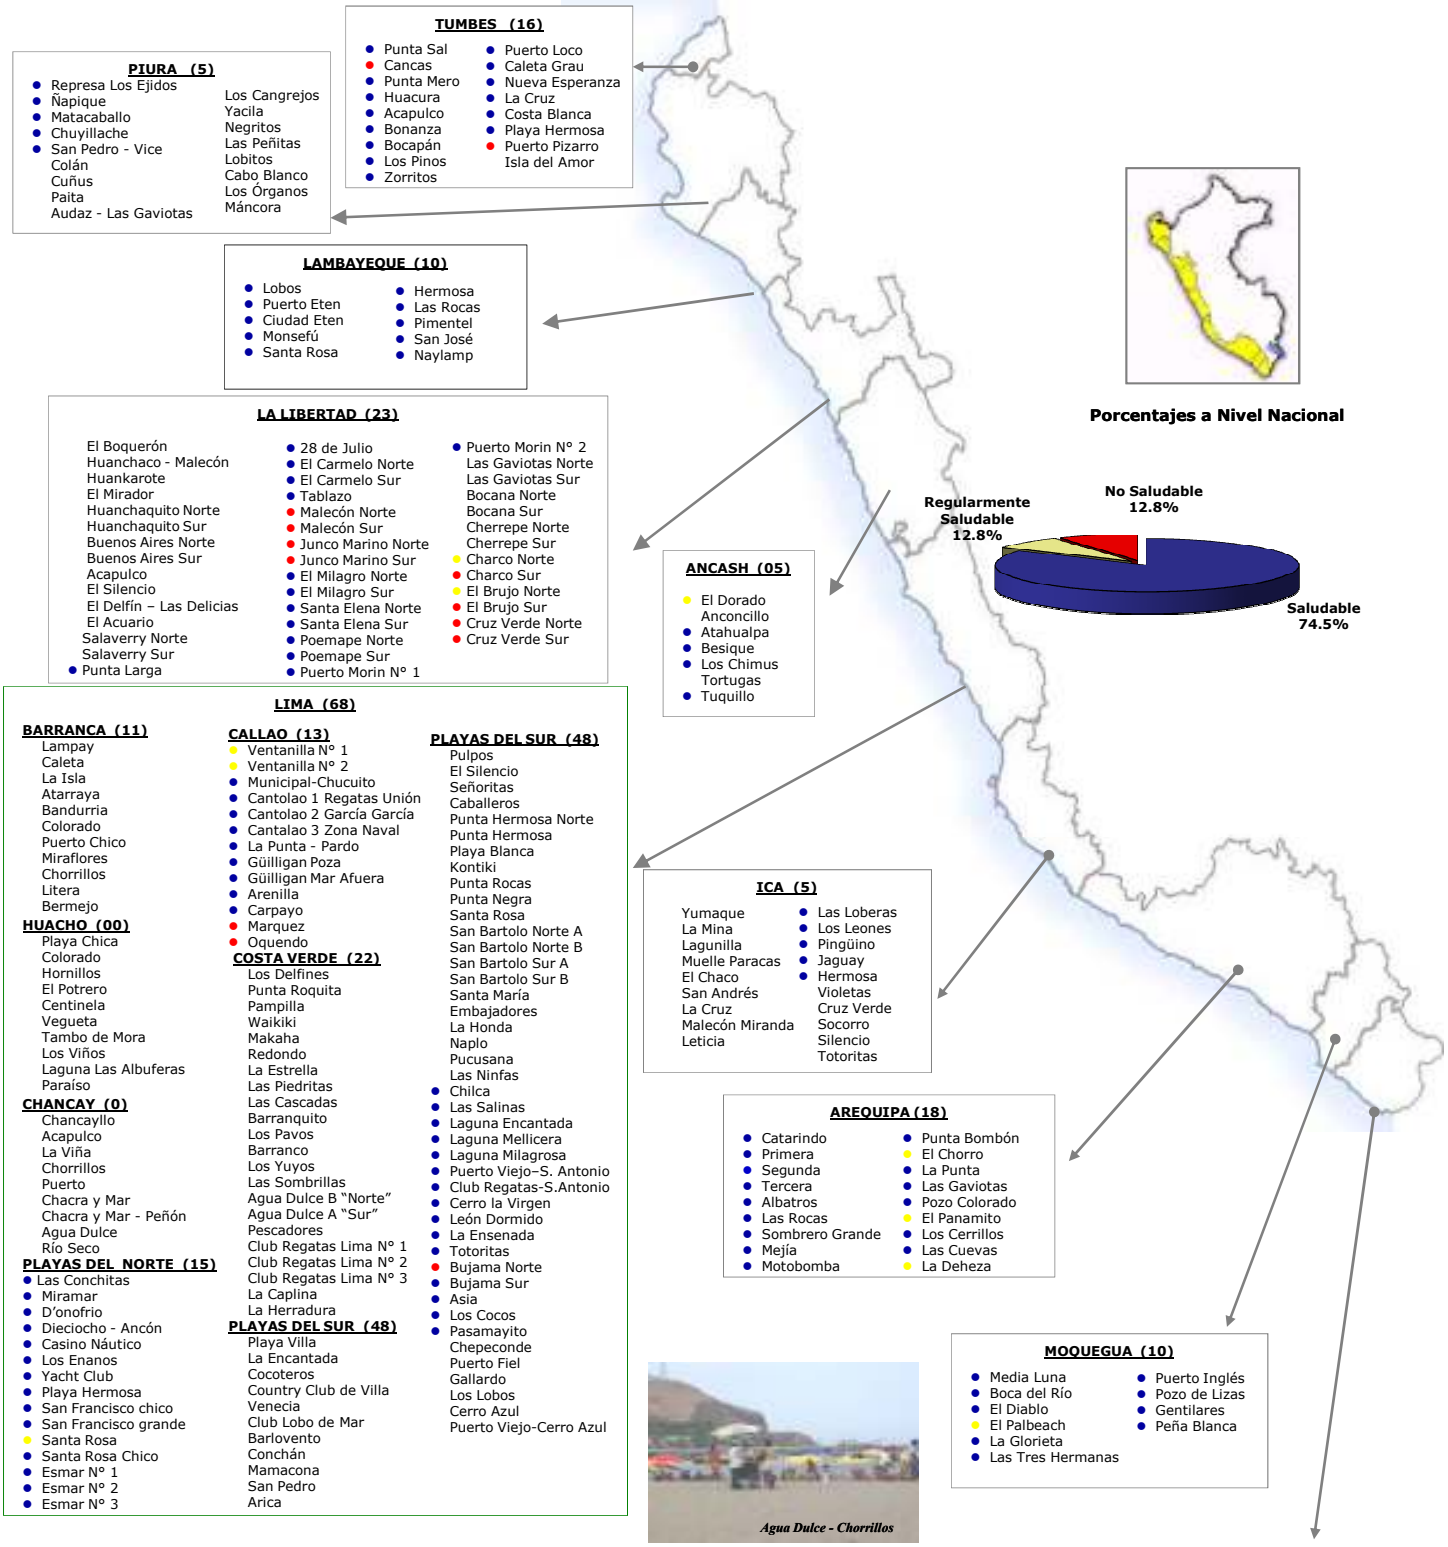 TUMBES (16)
Punta Sal
Cancas
Punta Mero
Huacura
Acapulco
Bonanza
Bocapán
Los Pinos
Zorritos
Puerto Loco
Caleta Grau
Nueva Esperanza
La Cruz
Costa Blanca
Playa Hermosa
Puerto Pizarro
Isla del Amor
PIURA (5)
Represa Los Ejidos
Ñapique
Matacaballo
Chuyillache
San Pedro - Vice
Colán
Cuñus
Paita
Audaz - Las Gaviotas
Los Cangrejos
Yacila
Negritos
Las Peñitas
Lobitos
Cabo Blanco
Los Órganos
Máncora
LAMBAYEQUE (10)
Lobos
Puerto Eten
Ciudad Eten
Monsefú
Santa Rosa
Hermosa
Las Rocas
Pimentel
San José
Naylamp
Porcentajes a Nivel Nacional
No Saludable
12.8%
Regularmente
Saludable
12.8%
Saludable
74.5%
LA LIBERTAD (23)
El Boquerón
Huanchaco - Malecón
Huankarote
El Mirador
Huanchaquito Norte
Huanchaquito Sur
Buenos Aires Norte
Buenos Aires Sur
Acapulco
El Silencio
El Delfín – Las Delicias
El Acuario
Salaverry Norte
Salaverry Sur
Punta Larga
28 de Julio
El Carmelo Norte
El Carmelo Sur
Tablazo
Malecón Norte
Malecón Sur
Junco Marino Norte
Junco Marino Sur
El Milagro Norte
El Milagro Sur
Santa Elena Norte
Santa Elena Sur
Poemape Norte
Poemape Sur
Puerto Morin N° 1
Puerto Morin N° 2
Las Gaviotas Norte
Las Gaviotas Sur
Bocana Norte
Bocana Sur
Cherrepe Norte
Cherrepe Sur
Charco Norte
Charco Sur
El Brujo Norte
El Brujo Sur
Cruz Verde Norte
Cruz Verde Sur
ANCASH (05)
El Dorado
Anconcillo
Atahualpa
Besique
Los Chimus
Tortugas
Tuquillo
LIMA (68)
BARRANCA (11)
Lampay
Caleta
La Isla
Atarraya
Bandurria
Colorado
Puerto Chico
Miraflores
Chorrillos
Litera
Bermejo
HUACHO (00)
Playa Chica
Colorado
Hornillos
El Potrero
Centinela
Vegueta
Tambo de Mora
Los Viños
Laguna Las Albuferas
Paraíso
CHANCAY (0)
Chancayllo
Acapulco
La Viña
Chorrillos
Puerto
Chacra y Mar
Chacra y Mar - Peñón
Agua Dulce
Río Seco
PLAYAS DEL NORTE (15)
Las Conchitas
Miramar
D’onofrio
Dieciocho - Ancón
Casino Náutico
Los Enanos
Yacht Club
Playa Hermosa
San Francisco chico
San Francisco grande
Santa Rosa
Santa Rosa Chico
Esmar N° 1
Esmar N° 2
Esmar N° 3
CALLAO (13)
Ventanilla N° 1
Ventanilla N° 2
Municipal-Chucuito
Cantolao 1 Regatas Unión
Cantolao 2 García García
Cantalao 3 Zona Naval
La Punta - Pardo
Güilligan Poza
Güilligan Mar Afuera
Arenilla
Carpayo
Marquez
Oquendo
COSTA VERDE (22)
Los Delfines
Punta Roquita
Pampilla
Waikiki
Makaha
Redondo
La Estrella
Las Piedritas
Las Cascadas
Barranquito
Los Pavos
Barranco
Los Yuyos
Las Sombrillas
Agua Dulce B “Norte”
Agua Dulce A “Sur”
Pescadores
Club Regatas Lima N° 1
Club Regatas Lima N° 2
Club Regatas Lima N° 3
La Caplina
La Herradura
PLAYAS DEL SUR (48)
Playa Villa
La Encantada
Cocoteros
Country Club de Villa
Venecia
Club Lobo de Mar
Barlovento
Conchán
Mamacona
San Pedro
Arica
PLAYAS DEL SUR (48)
Pulpos
El Silencio
Señoritas
Caballeros
Punta Hermosa Norte
Punta Hermosa
Playa Blanca
Kontiki
Punta Rocas
Punta Negra
Santa Rosa
San Bartolo Norte A
San Bartolo Norte B
San Bartolo Sur A
San Bartolo Sur B
Santa María
Embajadores
La Honda
Naplo
Pucusana
Las Ninfas
Chilca
Las Salinas
Laguna Encantada
Laguna Mellicera
Laguna Milagrosa
Puerto Viejo–S. Antonio
Club Regatas-S.Antonio
Cerro la Virgen
León Dormido
La Ensenada
Totoritas
Bujama Norte
Bujama Sur
Asia
Los Cocos
Pasamayito
Chepeconde
Puerto Fiel
Gallardo
Los Lobos
Cerro Azul
Puerto Viejo-Cerro Azul
ICA (5)
Yumaque
La Mina
Lagunilla
Muelle Paracas
El Chaco
San Andrés
La Cruz
Malecón Miranda
Leticia
Las Loberas
Los Leones
Pingüino
Jaguay
Hermosa
Violetas
Cruz Verde
Socorro
Silencio
Totoritas
AREQUIPA (18)
Catarindo
Primera
Segunda
Tercera
Albatros
Las Rocas
Sombrero Grande
Mejía
Motobomba
Punta Bombón
El Chorro
La Punta
Las Gaviotas
Pozo Colorado
El Panamito
Los Cerrillos
Las Cuevas
La Deheza
MOQUEGUA (10)
Media Luna
Boca del Río
El Diablo
El Palbeach
La Glorieta
Las Tres Hermanas
Puerto Inglés
Pozo de Lizas
Gentilares
Peña Blanca
Agua Dulce - Chorrillos